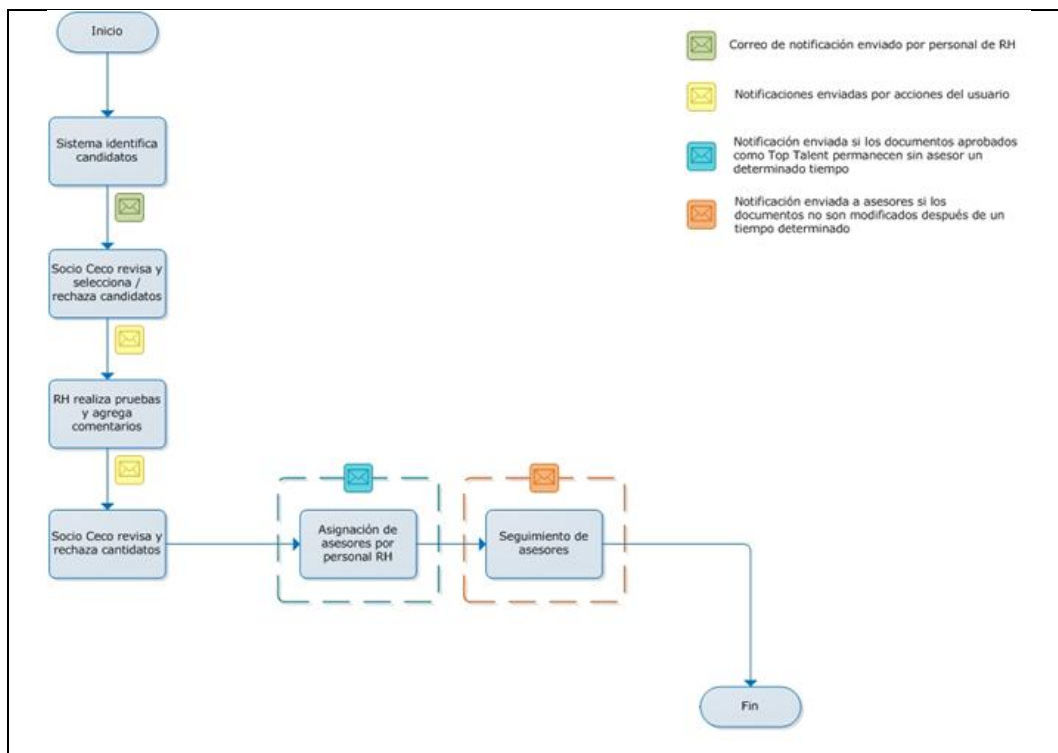 Inicio
Sistema identifica
candidatos
Socio Ceco revisa y
selecciona /
rechaza candidatos
RH realiza pruebas
y agrega
comentarios
Socio Ceco revisa y
rechaza cantidatos
Asignación de
asesores por
personal RH
Seguimiento de
asesores
Fin
Correo de notificación enviado por personal de RH
Notificaciones enviadas por acciones del usuario
Notificación enviada si los documentos aprobados
como Top Talent permanecen sin asesor un
determinado tiempo
Notificación enviada a asesores si los
documentos no son modificados después de un
tiempo determinado